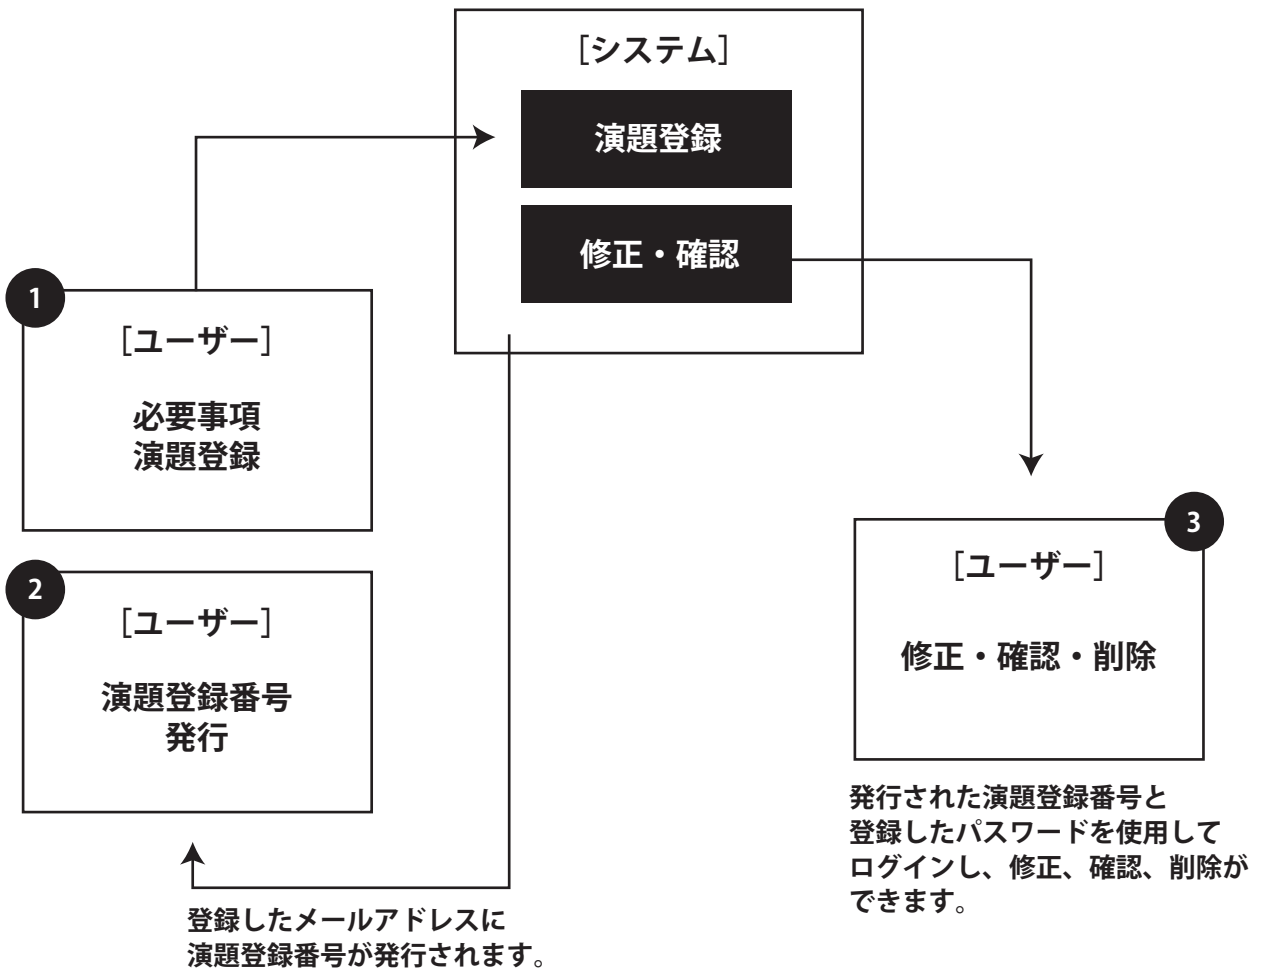 ［システム］
演題登録
修正・確認
1
［ユーザー］
必要事項
演題登録
2
［ユーザー］
演題登録番号
発行
登録したメールアドレスに
演題登録番号が発行されます。
3
［ユーザー］
修正・確認・削除
発行された演題登録番号と
登録したパスワードを使用して
ログインし、修正、確認、削除が
できます。